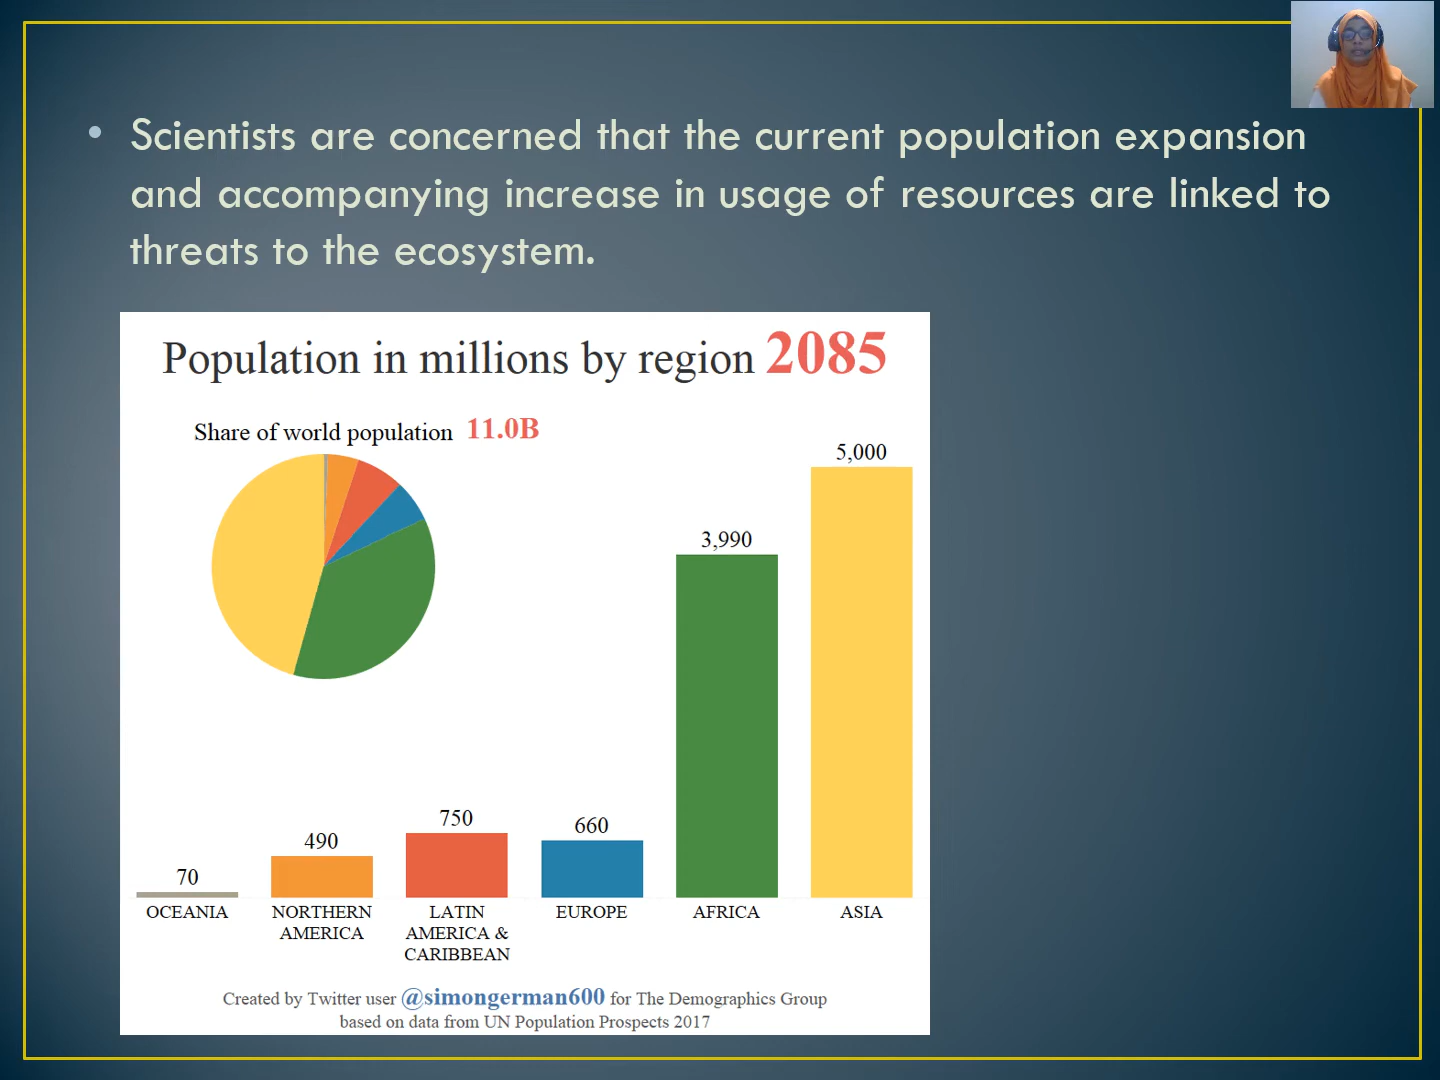 • Scientists are concerned that the current population expansion
and accompanying increase in usage of resources are linked to
threats to the ecosystem.
Population in millions by region 2085
Share of world population 11.0B
5,000
3,990
750
660
490
70
OCEANIA
NORTHERN
AMERICA
LATIN
AMERICA &
CARIBBEAN
EUROPE
AFRICA
ASIA
Created by Twitter user @simongerman600 for The Demographics Group
based on data from UN Population Prospects 2017